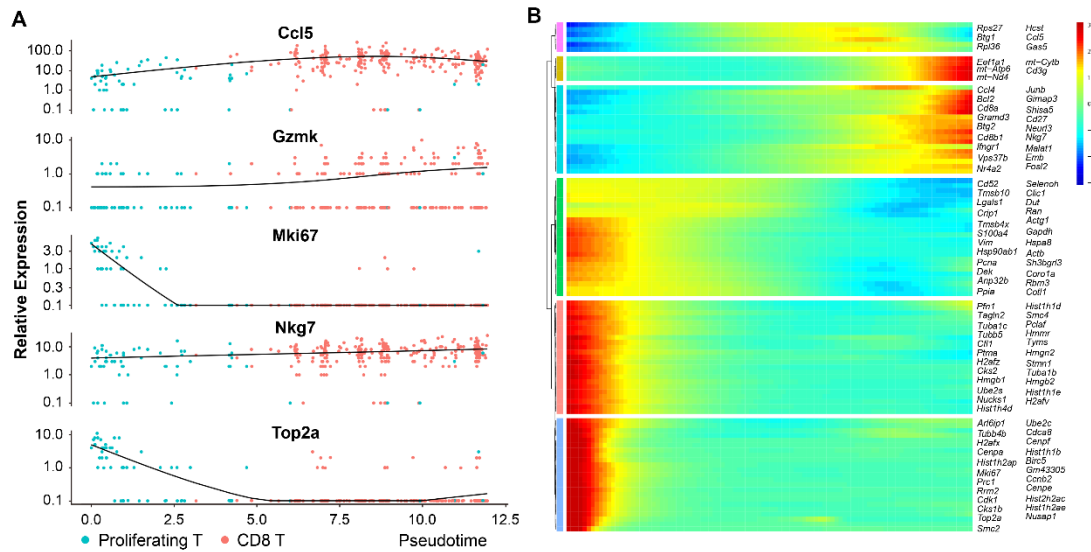 A
Ccl5
100.0
10.0
1.0
0.1
Gzmk
10.0
1.0
0.1
Mki67
3.0
1.0
0.3
0.1
Nkg7
10.0
1.0
0.1
Top2a
10.0
1.0
0.1
Relative Expression
0.0 2.5 5.0 7.5 10.0 12.5
Proliferating T CD8 T Pseudotime
B
Rps27 Hcst
Btg1 Ccl5
Rpl36 Gas5
Eef1a1 mt-Cytb
mt-Atp6 Cd3g
mt-Nd4
Ccl4 Junb
Bcl2 Gimap3
Cd8a Shisa5
Gramd3 Cd27
Btg2 Neurl3
Cd8b1 Nkg7
Ifngr1 Malat1
Vps37b Emb
Nr4a2 Fosl2
Cd52 Selenoh
Tmsb10 Clic1
Lgals1 Dut
Crip1 Ran
Tmsb4x Actg1
S100a4 Gapdh
Vim Hspa8
Hsp90ab1 Actb
Pcna Sh3bgrl3
Dek Coro1a
Anp32b Rbm3
Ppia Cotl1
Pfn1 Hist1h1d
Tagln2 Smc4
Tuba1c Pclaf
Tubb5 Hmmr
Cfl1 Tyms
Ptma Hmgn2
H2afz Stmn1
Cks2 Tuba1b
Hmgb1 Hmgb2
Ube2s Hist1h1e
Nucks1 H2afv
Hist1h4d
Arl6ip1 Ube2c
Tubb4b Cdca8
H2afx Cenpf
Cenpa Hist1h1b
Hist1h2ap Birc5
Mki67 Gm43305
Prc1 Ccnb2
Rrm2 Cenpe
Cdk1 Hist2h2ac
Cks1b Hist1h2ae
Top2a Nusap1
Smc2